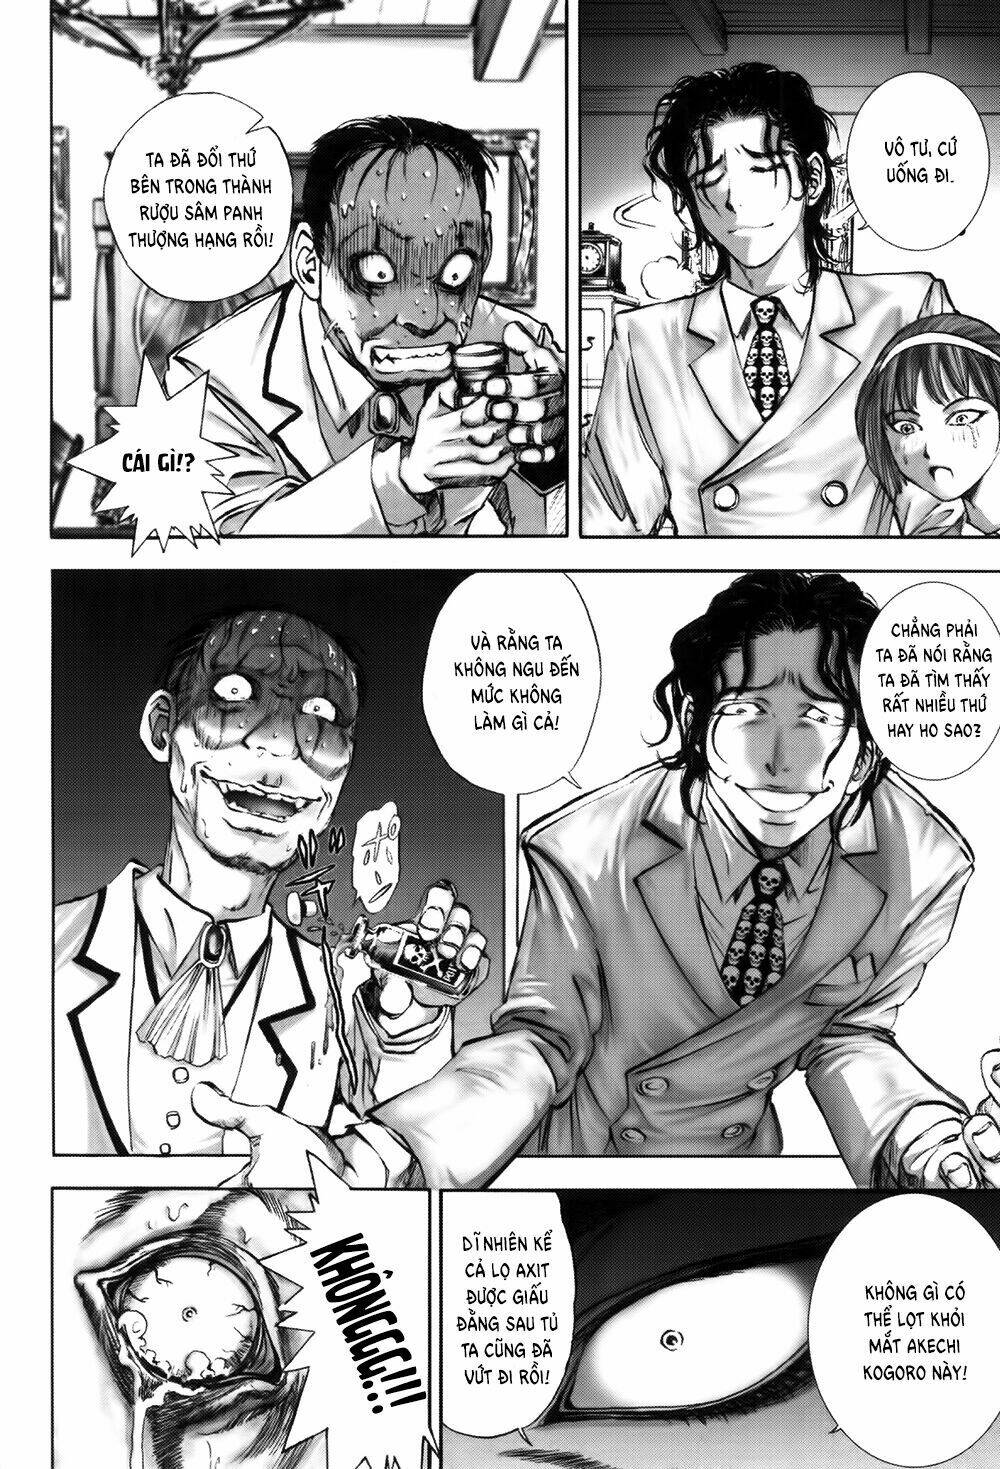 VÔ TƯ, CỨ
UỐNG ĐI.
TA ĐÃ ĐỔI THỨ
BÊN TRONG THÀNH
RƯỢU SÂM PANH
THƯỢNG HẠNG RỒI!
CÁI GÌ!?
CHẲNG PHẢI
TA ĐÃ NÓI RẰNG
TA ĐÃ TÌM THẤY
RẤT NHIỀU THỨ
HAY HO SAO?
VÀ RẰNG TA
KHÔNG NGU ĐẾN
MỨC KHÔNG
LÀM GÌ CẢ!
KHÔNG GÌ CÓ
THỂ LỌT KHỎI
MẮT AKECHI
KOGORO NÀY!
DĨ NHIÊN KỂ
CẢ LỌ AXIT
ĐƯỢC GIẤU
ĐẰNG SAU TỦ
TA CŨNG ĐÃ
VỨT ĐI RỒI!
KHÔNGGG!!!